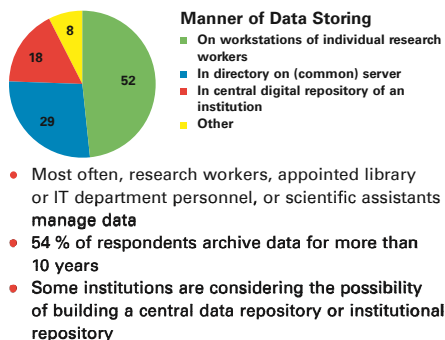 Manner of Data Storing
On workstations of individual research
workers
In directory on (common) server
In central digital repository of an
institution
Other
8
18
52
29
• Most often, research workers, appointed library
or IT department personnel, or scientific assistants
manage data
• 54 % of respondents archive data for more than
10 years
• Some institutions are considering the possibility
of building a central data repository or institutional
repository